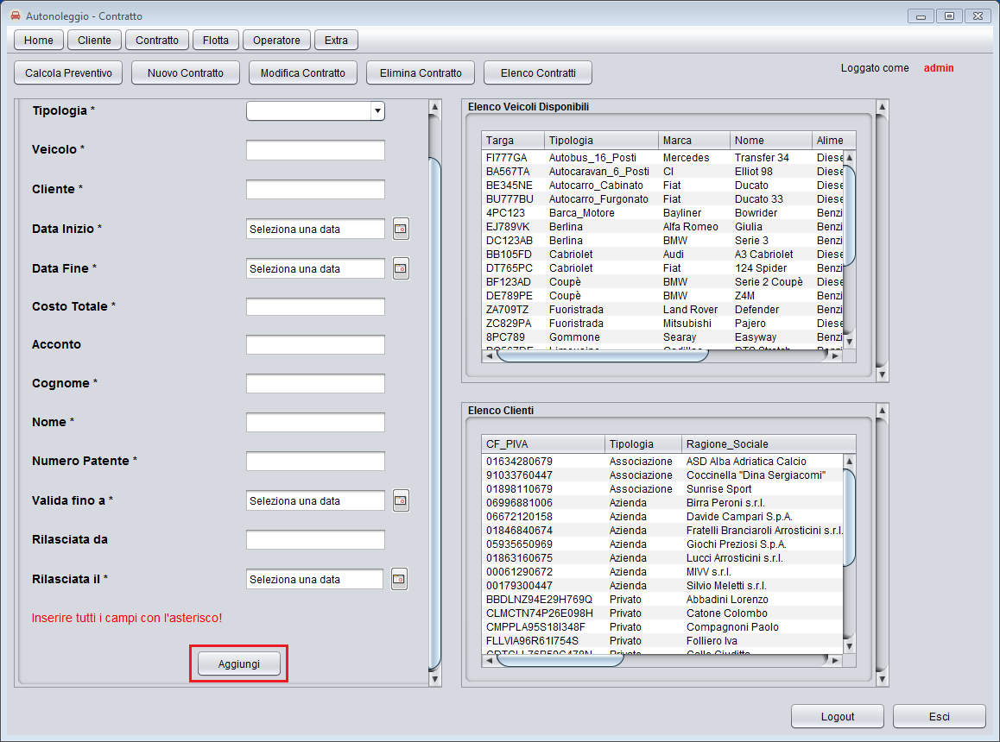 Autonoleggio - Contratto
Home Cliente Contratto Flotta Operatore Extra
Calcola Preventivo Nuovo Contratto Modifica Contratto Elimina Contratto Elenco Contratti Loggato come admin
Tipologia *
Veicolo *
Cliente *
Data Inizio * Seleziona una data
Data Fine * Seleziona una data
Costo Totale *
Acconto
Cognome *
Nome *
Numero Patente *
Valida fino a * Seleziona una data
Rilasciata da
Rilasciata il * Seleziona una data
Inserire tutti i campi con l'asterisco!
Aggiungi
Elenco Veicoli Disponibili
Targa Tipologia Marca Nome Alime
FI777GA Autobus_16_Posti Mercedes Transfer 34 Diese
BA567TA Autocaravan_6_Posti CI Elliot 98 Diese
BE345NE Autocarro_Cabinato Fiat Ducato Diese
BU777BU Autocarro_Furgonato Fiat Ducato 33 Diese
4PC123 Barca_Motore Bayliner Bowrider Benzi
EJ789VK Berlina Alfa Romeo Giulia Benzi
DC123AB Berlina BMW Serie 3 Benzi
BB105FD Cabriolet Audi A3 Cabriolet Diese
DT765PC Cabriolet Fiat 124 Spider Benzi
BF123AD Coupè BMW Serie 2 Coupè Diese
DE789PE Coupè BMW Z4M Benzi
ZA709TZ Fuoristrada Land Rover Defender Benzi
ZC829PA Fuoristrada Mitsubishi Pajero Diese
8PC789 Gommone Searay Easyway Benzi
Elenco Clienti
CF_PIVA Tipologia Ragione_Sociale
01634280679 Associazione ASD Alba Adriatica Calcio
91033760447 Associazione Coccinella "Dina Sergiacomi"
01898110679 Associazione Sunrise Sport
06996881006 Azienda Birra Peroni s.r.l.
06672120158 Azienda Davide Campari S.p.A.
01846840674 Azienda Fratelli Branciaroli Arrosticini s.r.l.
05935650969 Azienda Giochi Preziosi S.p.A.
01863160675 Azienda Lucci Arrosticini s.r.l.
00061290672 Azienda MIVV s.r.l.
00179300447 Azienda Silvio Meletti s.r.l.
BBDLNZ94E29H769Q Privato Abbadini Lorenzo
CLMCTN74P26E098H Privato Catone Colombo
CMPPLA95S18I348F Privato Compagnoni Paolo
FLLVIA96R61I754S Privato Folliero Iva
Logout Esci